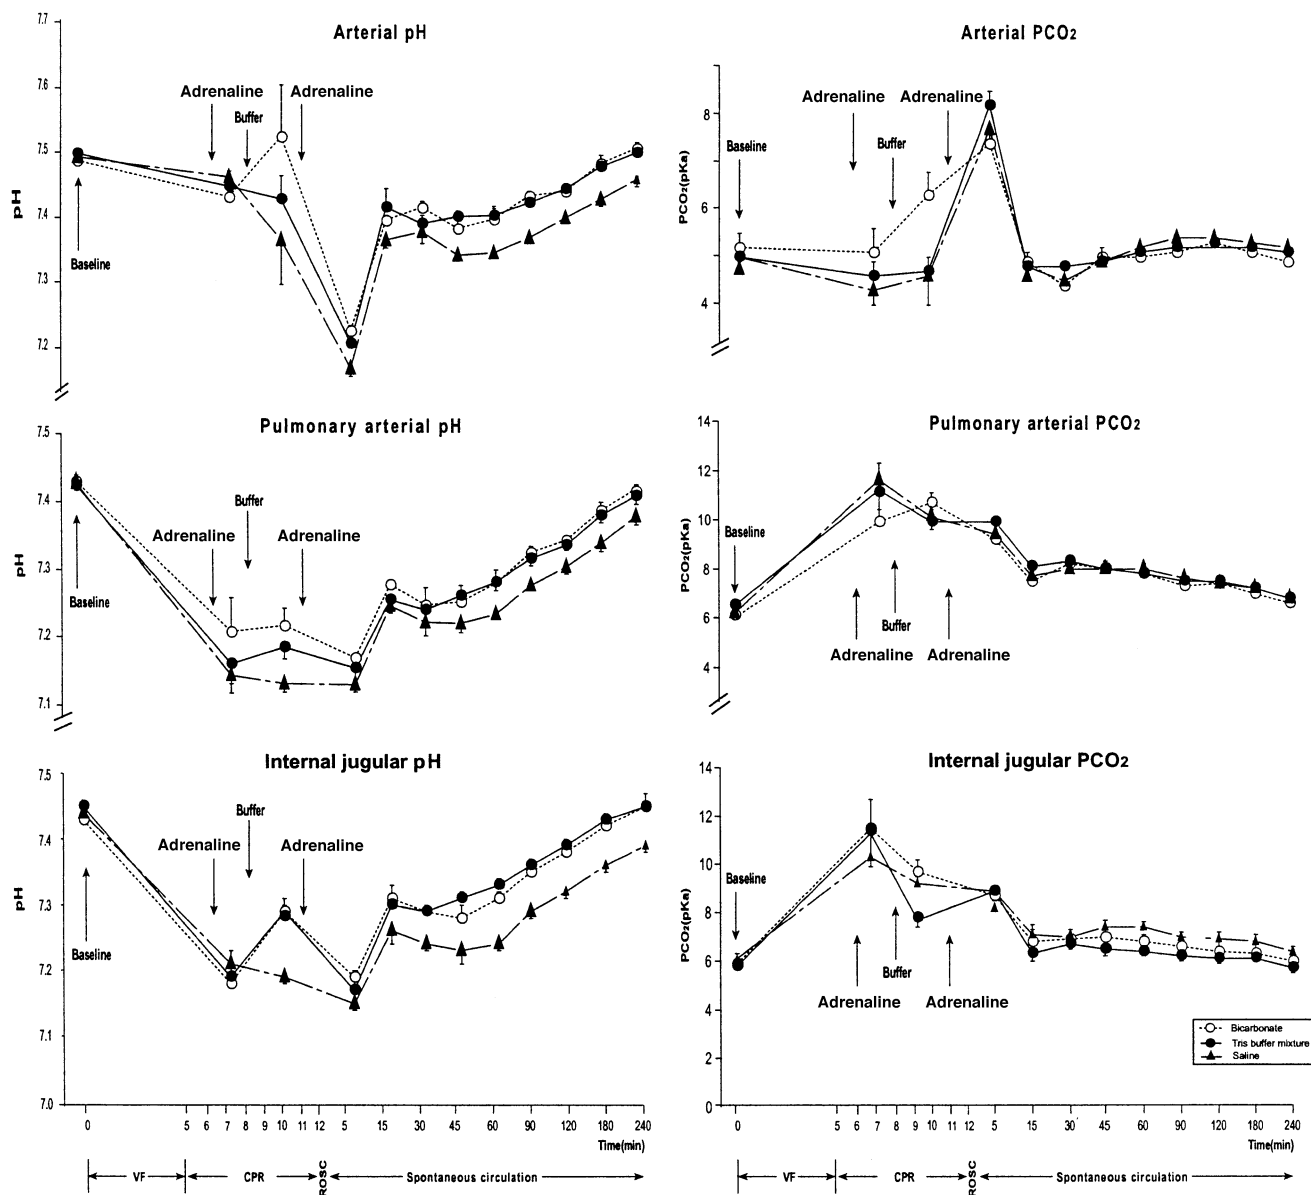 Arterial pH
7.7
7.6
7.5
7.4
7.3
7.2
pH
Adrenaline
Buffer
Adrenaline
Baseline
Arterial PCO2
8
6
4
PCO2(pKa)
Adrenaline
Adrenaline
Buffer
Baseline
Pulmonary arterial pH
7.5
7.4
7.3
7.2
7.1
pH
Buffer
Adrenaline
Adrenaline
Baseline
Pulmonary arterial PCO2
14
12
10
8
6
4
PCO2(pKa)
Baseline
Buffer
Adrenaline
Adrenaline
Internal jugular pH
7.5
7.4
7.3
7.2
7.1
7.0
pH
Buffer
Adrenaline
Adrenaline
Baseline
0 5 6 7 8 9 10 11 12 5 15 30 45 60 90 120 180 240
Time(min)
VF CPR ROSC Spontaneous circulation
Internal jugular PCO2
14
12
10
8
6
4
2
0
PCO2(pKa)
Baseline
Buffer
Adrenaline
Adrenaline
Bicarbonate
Tris buffer mixture
Saline
0 5 6 7 8 9 10 11 12 5 15 30 45 60 90 120 180 240
Time(min)
VF CPR ROSC Spontaneous circulation